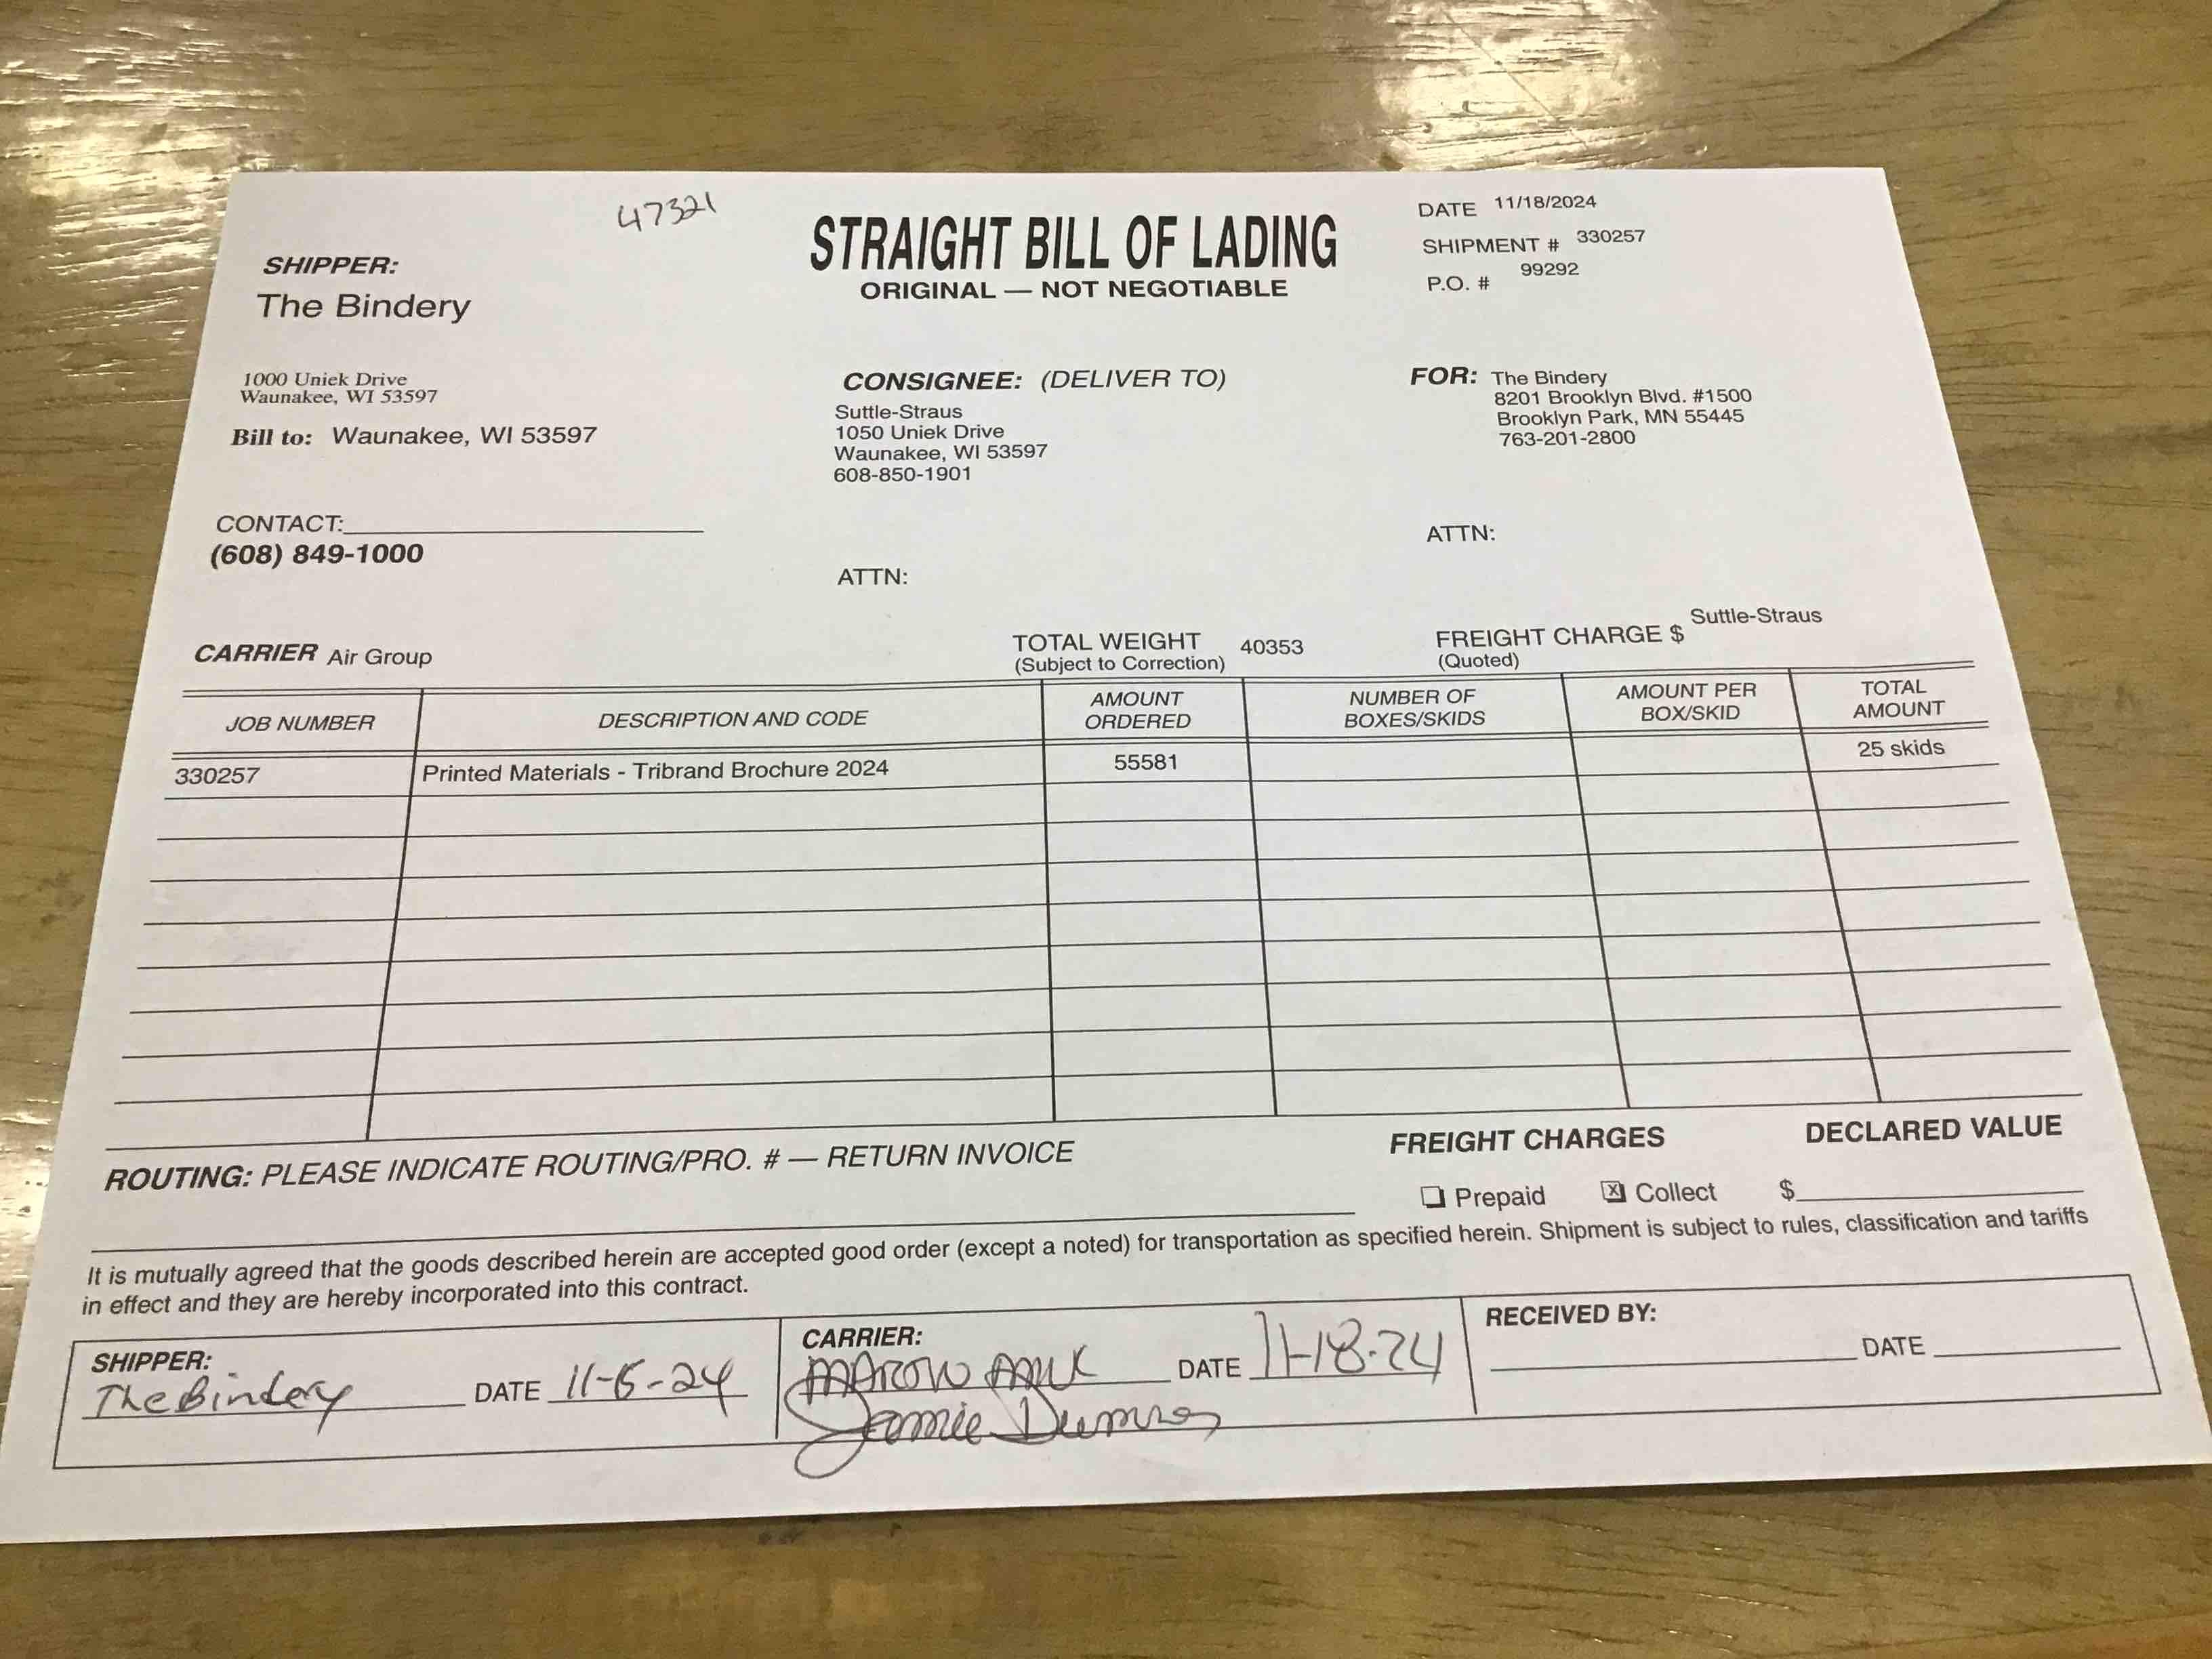 47321
STRAIGHT BILL OF LADING
ORIGINAL — NOT NEGOTIABLE
DATE 11/18/2024
SHIPMENT # 330257
P.O. # 99292
SHIPPER:
The Bindery
1000 Uniek Drive
Waunakee, WI 53597
Bill to: Waunakee, WI 53597
CONTACT:
(608) 849-1000
CONSIGNEE: (DELIVER TO)
Suttle-Straus
1050 Uniek Drive
Waunakee, WI 53597
608-850-1901
ATTN:
FOR: The Bindery
8201 Brooklyn Blvd. #1500
Brooklyn Park, MN 55445
763-201-2800
ATTN:
CARRIER Air Group
TOTAL WEIGHT 40353
(Subject to Correction)
FREIGHT CHARGE $ Suttle-Straus
(Quoted)
JOB NUMBER
DESCRIPTION AND CODE
AMOUNT
ORDERED
NUMBER OF
BOXES/SKIDS
AMOUNT PER
BOX/SKID
TOTAL
AMOUNT
330257 Printed Materials - Tribrand Brochure 2024 55581 25 skids
ROUTING: PLEASE INDICATE ROUTING/PRO. # — RETURN INVOICE
FREIGHT CHARGES
DECLARED VALUE
Prepaid X Collect $
It is mutually agreed that the goods described herein are accepted good order (except a noted) for transportation as specified herein. Shipment is subject to rules, classification and tariffs
in effect and they are hereby incorporated into this contract.
SHIPPER:
The Bindery DATE 11-
CARRIER:
DATE 11-18-24
Jamie
RECEIVED BY:
DATE